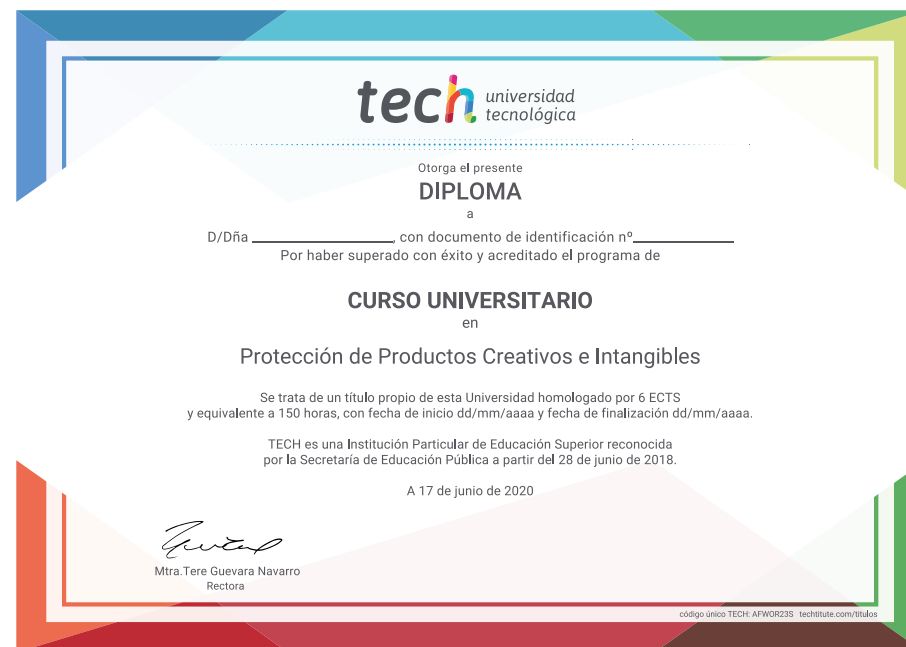 tech universidad
tecnológica
Otorga el presente
DIPLOMA
a
D/Dña ____________________, con documento de identificación nº______________
Por haber superado con éxito y acreditado el programa de
CURSO UNIVERSITARIO
en
Protección de Productos Creativos e Intangibles
Se trata de un título propio de esta Universidad homologado por 6 ECTS
y equivalente a 150 horas, con fecha de inicio dd/mm/aaaa y fecha de finalización dd/mm/aaaa.
TECH es una Institución Particular de Educación Superior reconocida
por la Secretaría de Educación Pública a partir del 28 de junio de 2018.
A 17 de junio de 2020
Mtra.Tere Guevara Navarro
Rectora
código único TECH: AFWOR23S techtitute.com/titulos